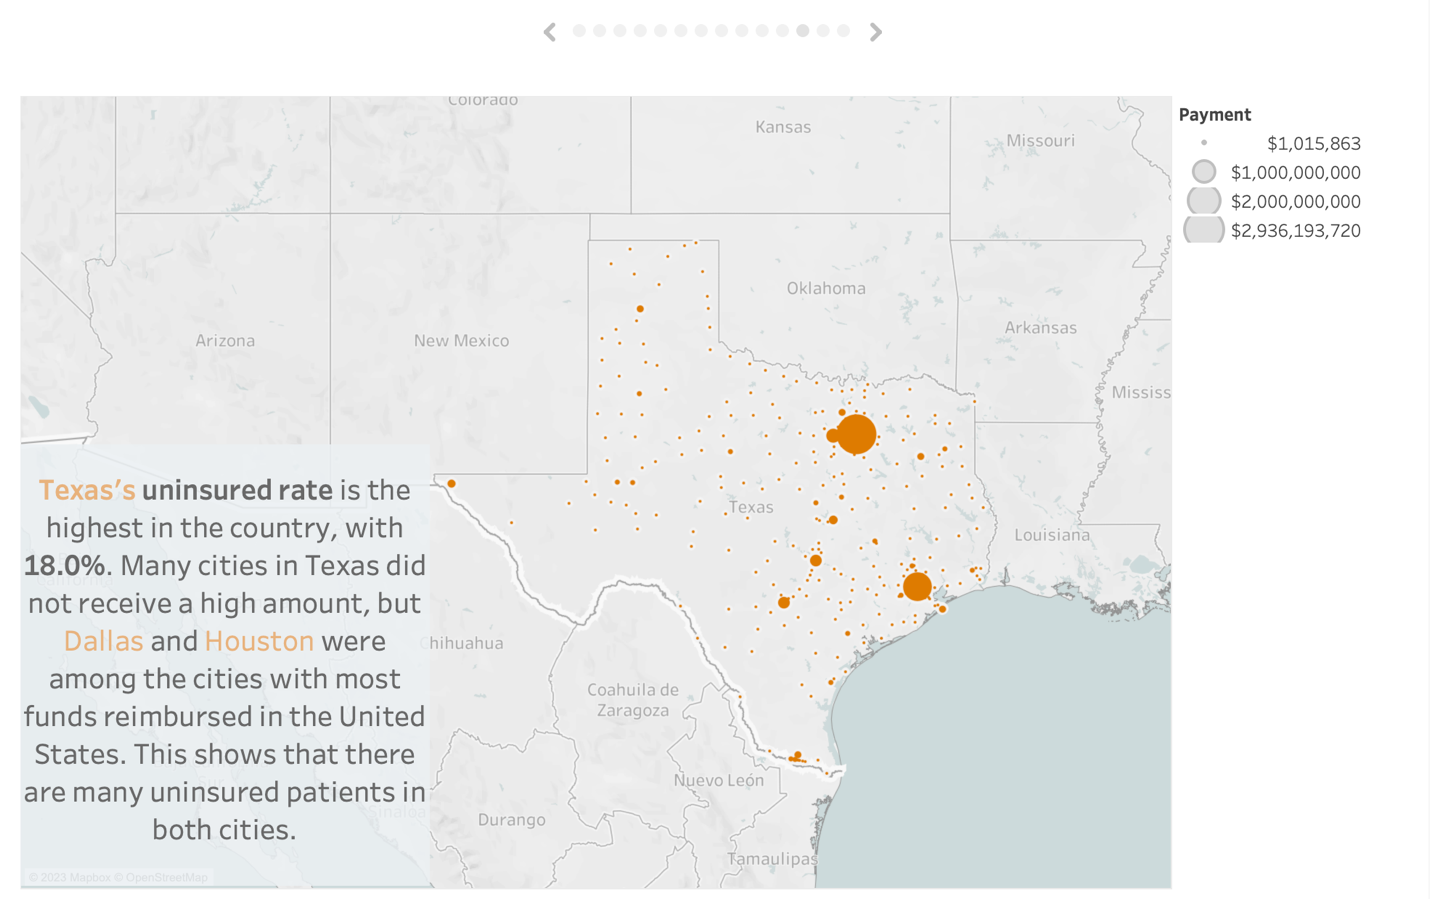 Payment
$1,015,863
$1,000,000,000
$2,000,000,000
$2,936,193,720
Colorado
Kansas
Missouri
Oklahoma
Arkansas
Arizona
New Mexico
Mississ
Texas
Louisiana
Chihuahua
Coahuila de
Zaragoza
Nuevo León
Durango
Tamaulipas
Sinaloa
Texas’s uninsured rate is the
highest in the country, with
18.0%. Many cities in Texas did
not receive a high amount, but
Dallas and Houston were
among the cities with most
funds reimbursed in the United
States. This shows that there
are many uninsured patients in
both cities.
© 2023 Mapbox © OpenStreetMap